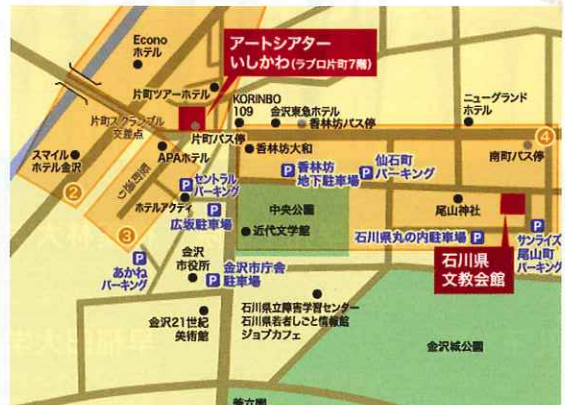 Econo
ホテル
アートシアター
いしかわ(ラブロ片町7階)
片町ツアーホテル
KORINBO
109
金沢東急ホテル
香林坊バス停
ニューグランド
ホテル
片町スクランブル
交差点
片町バス停
④
スマイル
ホテル金沢
APAホテル
香林坊大和
南町バス停
竪町通り
P
セントラル
パーキング
P
香林坊
地下駐車場
P
仙石町
パーキング
②
ホテルアクティ
P
広坂駐車場
中央公園
尾山神社
③
近代文学館
石川県丸の内駐車場
P
P
サンライズ
尾山町
パーキング
石川県
文教会館
P
あかね
パーキング
金沢
市役所
P
金沢市庁舎
駐車場
金沢21世紀
美術館
石川県立障害学習センター
石川県若者しごと情報館
ジョブカフェ
金沢城公園
兼六園